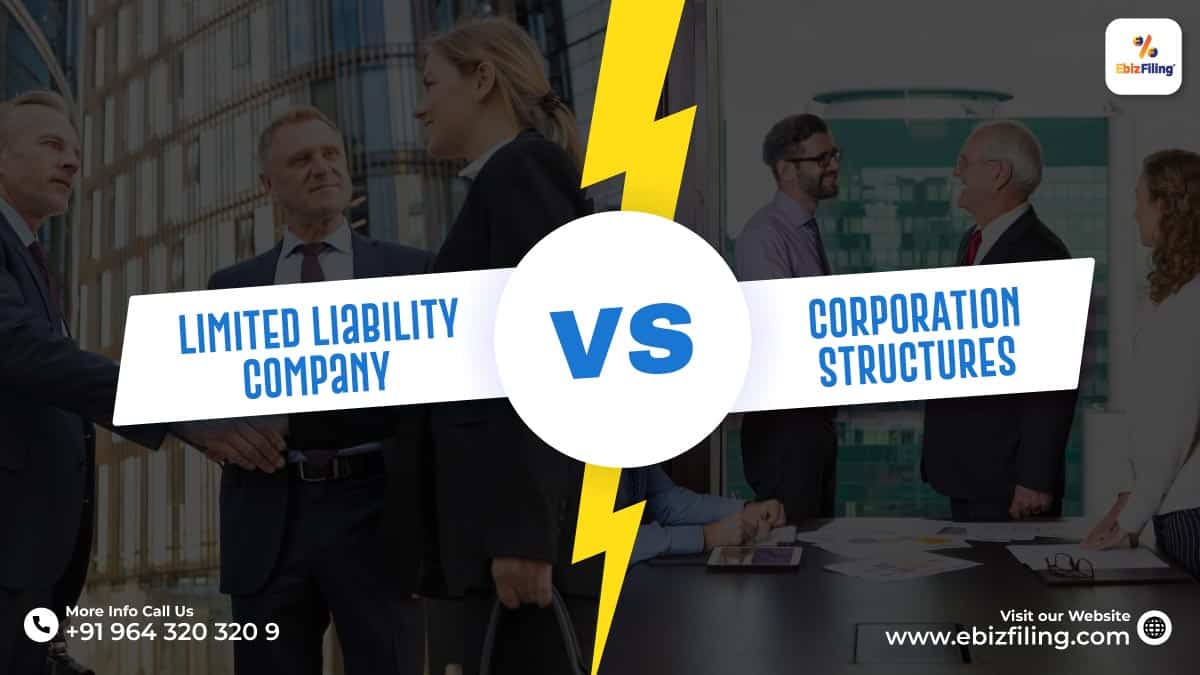 EbizFiling
LIMITED LIABILITY
COMPANY
VS
CORPORATION
STRUCTURES
More Info Call Us
+91 964 320 320 9
Visit our Website
www.ebizfiling.com